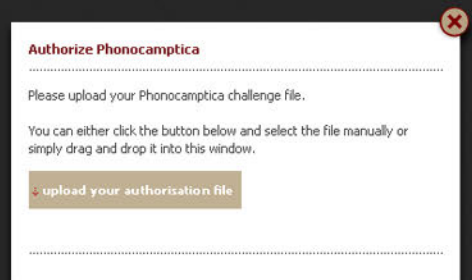 Authorize Phonocamptica
Please upload your Phonocamptica challenge file.
You can either click the button below and select the file manually or
simply drag and drop it into this window.
↓ upload your authorisation file